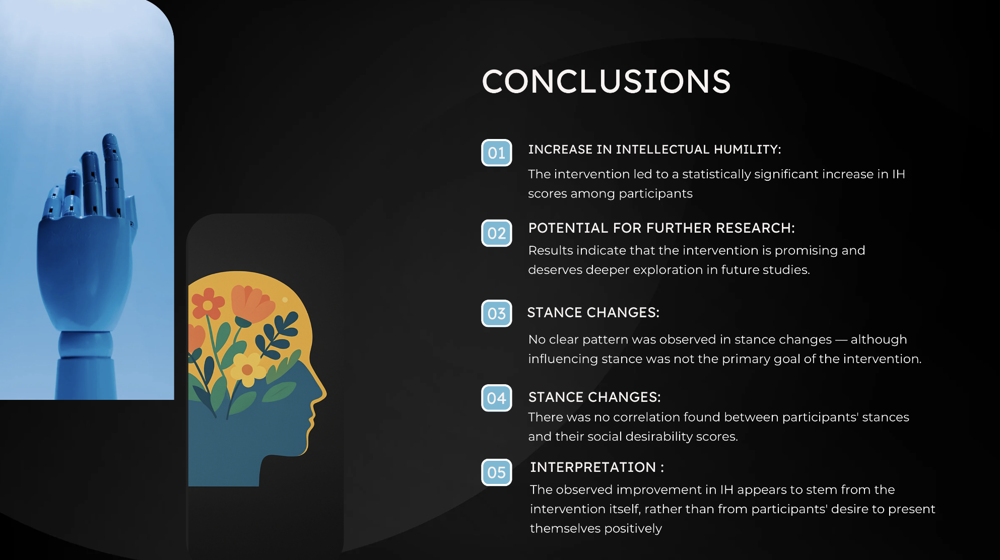 CONCLUSIONS
01
INCREASE IN INTELLECTUAL HUMILITY:
The intervention led to a statistically significant increase in IH
scores among participants
02
POTENTIAL FOR FURTHER RESEARCH:
Results indicate that the intervention is promising and
deserves deeper exploration in future studies.
03
STANCE CHANGES:
No clear pattern was observed in stance changes — although
influencing stance was not the primary goal of the intervention.
04
STANCE CHANGES:
There was no correlation found between participants' stances
and their social desirability scores.
05
INTERPRETATION :
The observed improvement in IH appears to stem from the
intervention itself, rather than from participants' desire to present
themselves positively